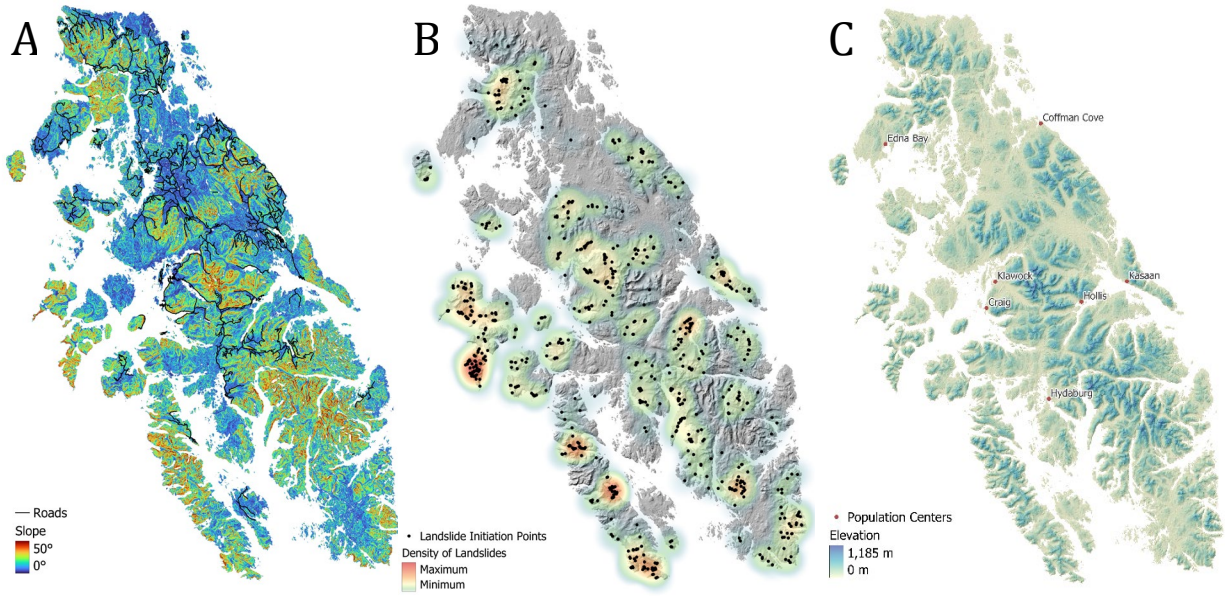 A
Roads
Slope
50°
0°
B
Landslide Initiation Points
Density of Landslides
Maximum
Minimum
C
Coffman Cove
Edna Bay
Klawock
Kasaan
Craig
Hollis
Hydaburg
Population Centers
Elevation
1,185 m
0 m